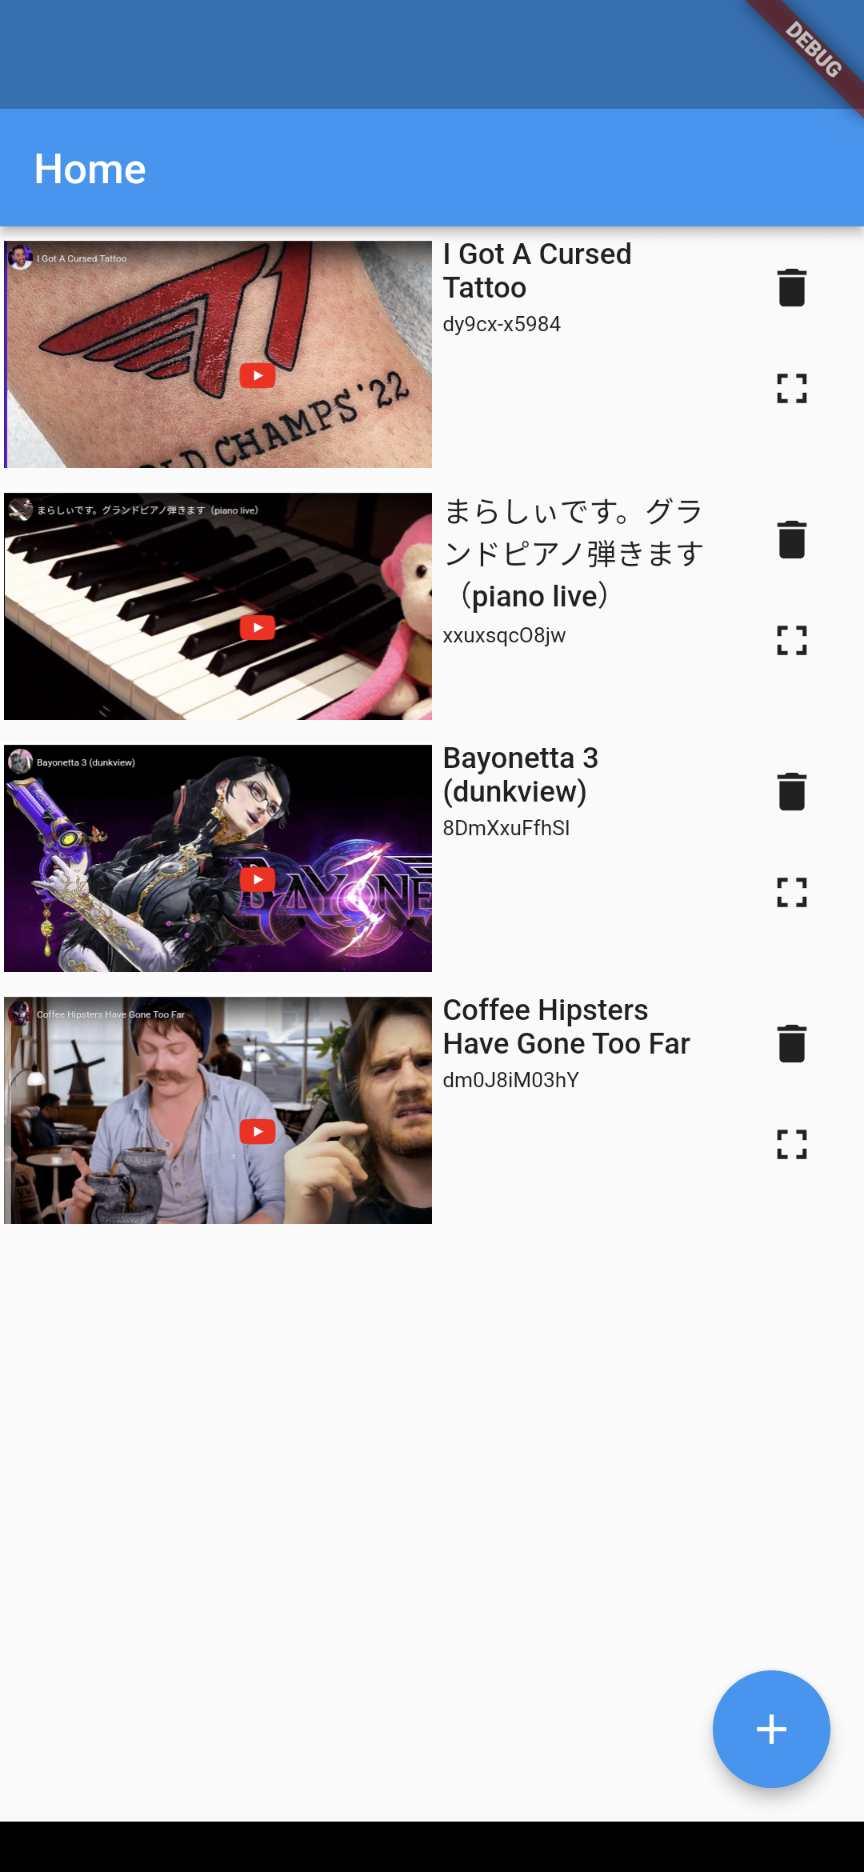 DEBUG
Home
I Got A Cursed Tattoo
I Got A Cursed
Tattoo
dy9cx-x5984
LD CHAMPS'22
まらしぃです。グランドピアノ弾きます（piano live）
まらしぃです。グラ
ンドピアノ弾きます
（piano live）
xxuxsqcO8jw
Bayonetta 3 (dunkview)
Bayonetta 3
(dunkview)
8DmXxuFfhSI
BAYONE
Coffee Hipsters Have Gone Too Far
Coffee Hipsters
Have Gone Too Far
dm0J8iM03hY